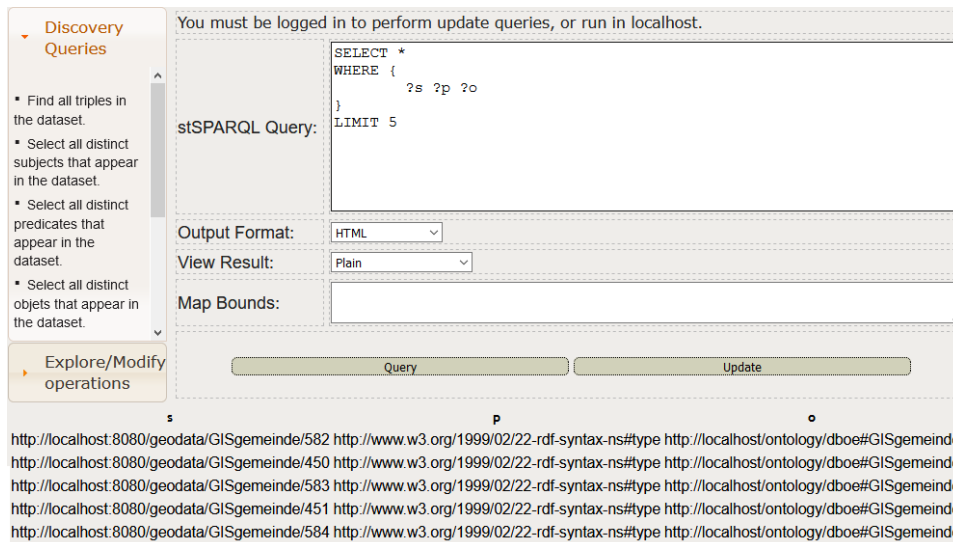 Discovery
Queries
▪ Find all triples in
the dataset.
▪ Select all distinct
subjects that appear
in the dataset.
▪ Select all distinct
predicates that
appear in the
dataset.
▪ Select all distinct
objets that appear in
the dataset.
Explore/Modify
operations
You must be logged in to perform update queries, or run in localhost.
stSPARQL Query:
SELECT *
WHERE {
?s ?p ?o
}
LIMIT 5
Output Format: HTML
View Result: Plain
Map Bounds:
Query Update
s p o
http://localhost:8080/geodata/GISgemeinde/582 http://www.w3.org/1999/02/22-rdf-syntax-ns#type http://localhost/ontology/dboe#GISgemeind
http://localhost:8080/geodata/GISgemeinde/450 http://www.w3.org/1999/02/22-rdf-syntax-ns#type http://localhost/ontology/dboe#GISgemeind
http://localhost:8080/geodata/GISgemeinde/583 http://www.w3.org/1999/02/22-rdf-syntax-ns#type http://localhost/ontology/dboe#GISgemeind
http://localhost:8080/geodata/GISgemeinde/451 http://www.w3.org/1999/02/22-rdf-syntax-ns#type http://localhost/ontology/dboe#GISgemeind
http://localhost:8080/geodata/GISgemeinde/584 http://www.w3.org/1999/02/22-rdf-syntax-ns#type http://localhost/ontology/dboe#GISgemeind